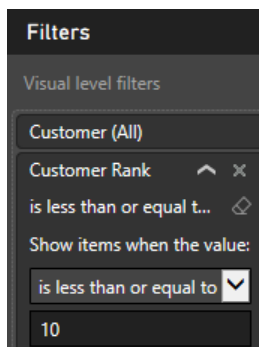 Filters
Visual level filters
Customer (All)
Customer Rank
is less than or equal t...
Show items when the value:
is less than or equal to
10